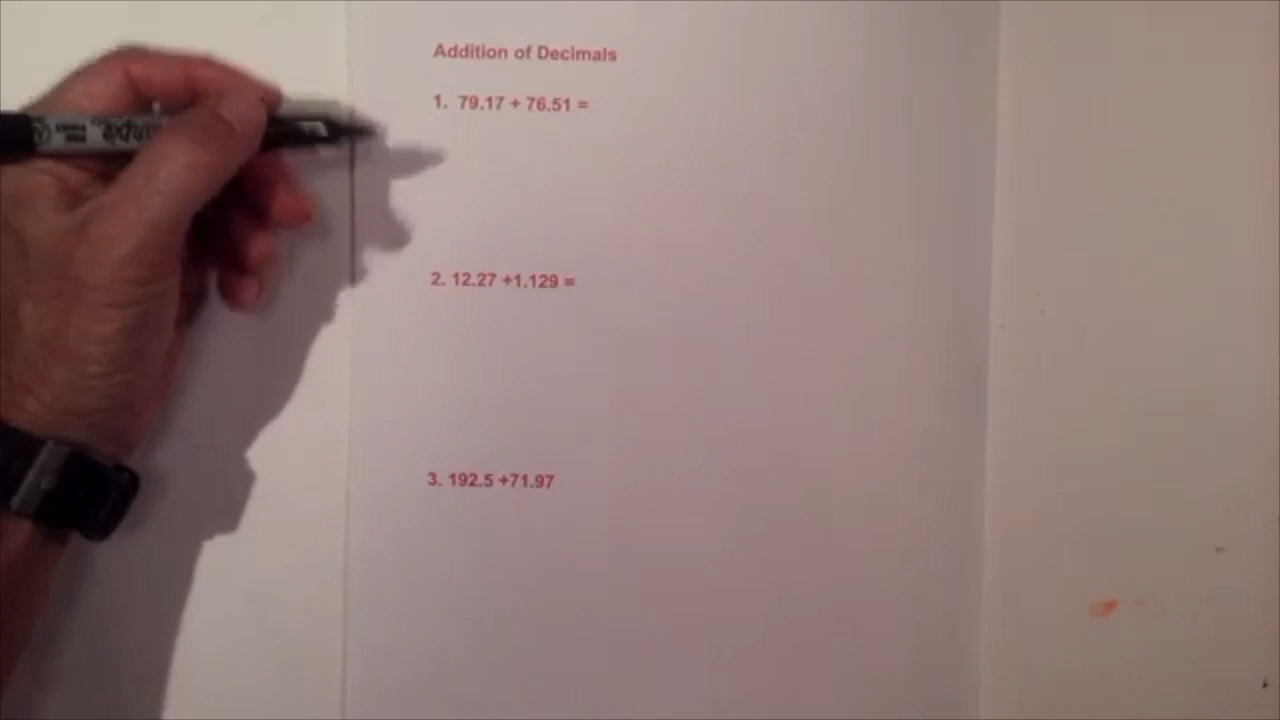 Addition of Decimals
1. 79.17 + 76.51 =
2. 12.27 +1.129 =
3. 192.5 +71.97